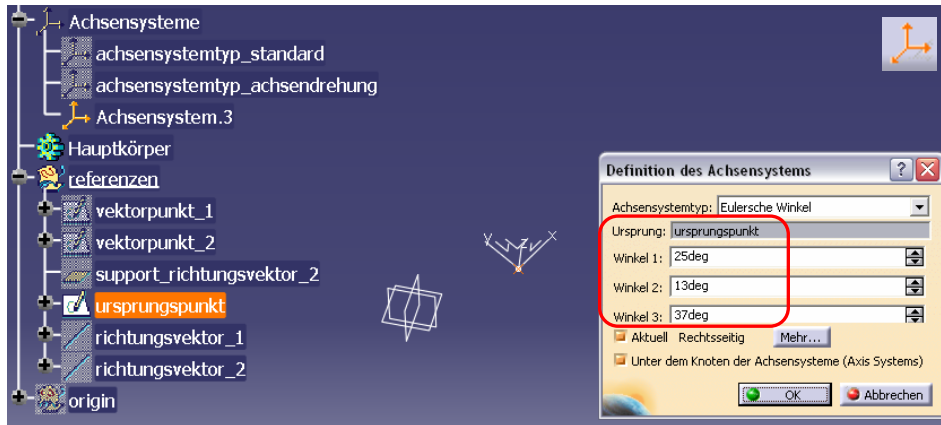 Achsensysteme
achsensystemtyp_standard
achsensystemtyp_achsendrehung
Achsensystem.3
Hauptkörper
referenzen
vektorpunkt_1
vektorpunkt_2
support_richtungsvektor_2
ursprungspunkt
richtungsvektor_1
richtungsvektor_2
origin
y z x
Definition des Achsensystems
Achsensystemtyp: Eulersche Winkel
Ursprung: ursprungspunkt
Winkel 1: 25deg
Winkel 2: 13deg
Winkel 3: 37deg
Aktuell Rechtsseitig Mehr...
Unter dem Knoten der Achsensysteme (Axis Systems)
OK Abbrechen